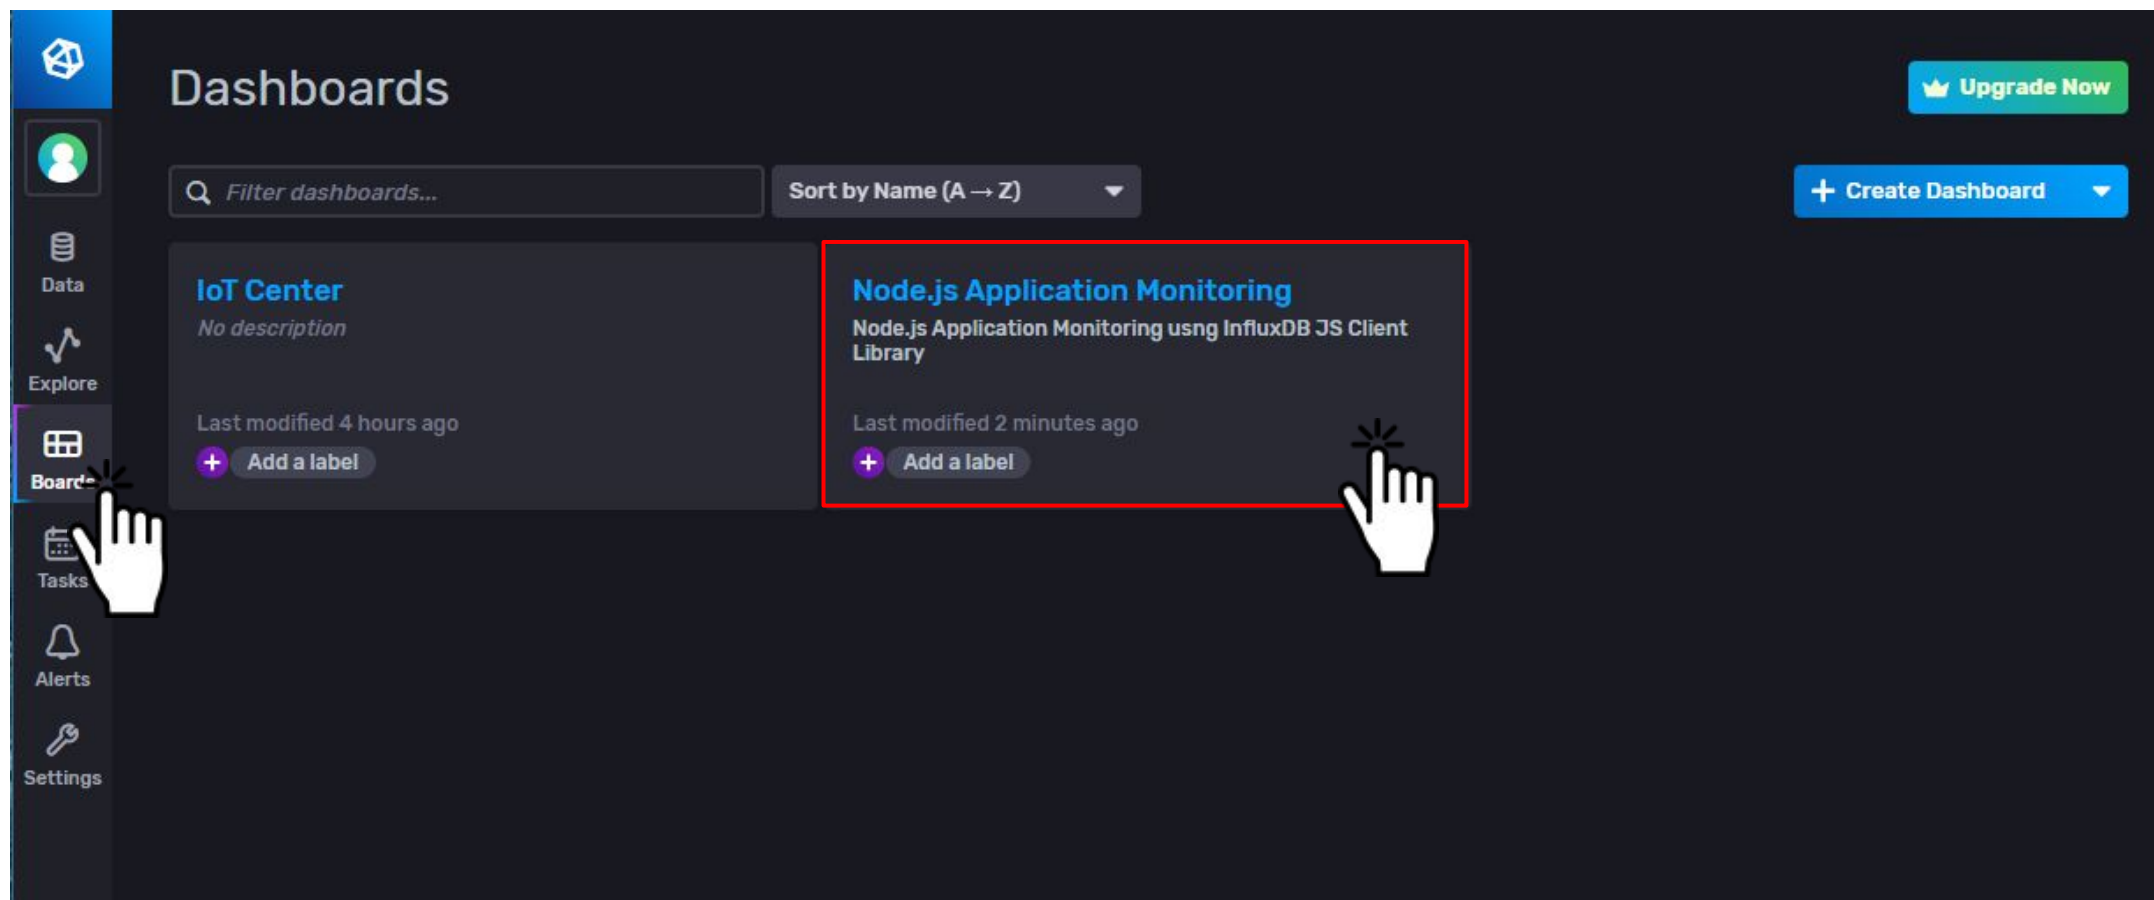 Dashboards
Upgrade Now
Filter dashboards...
Sort by Name (A → Z)
Create Dashboard
Data
Explore
Boards
Tasks
Alerts
Settings
IoT Center
No description
Last modified 4 hours ago
Add a label
Node.js Application Monitoring
Node.js Application Monitoring usng InfluxDB JS Client
Library
Last modified 2 minutes ago
Add a label